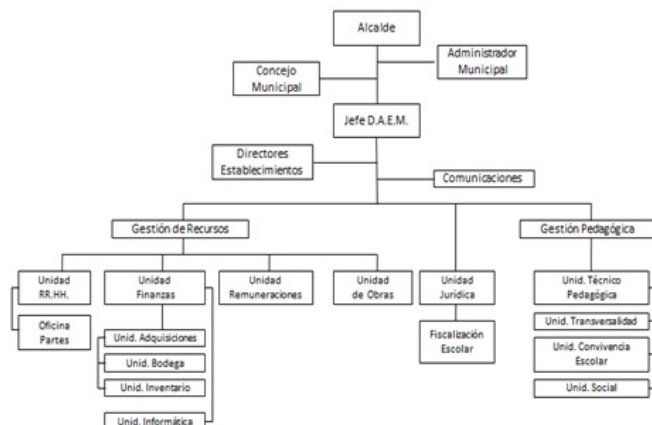 Alcalde
Administrador
Municipal
Concejo
Municipal
Jefe D.A.E.M.
Directores
Establecimientos
Comunicaciones
Gestión de Recursos
Gestión Pedagógica
Unidad
RR.HH.
Unidad
Finanzas
Unidad
Remuneraciones
Unidad
de Obras
Unidad
Jurídica
Unid. Técnico
Pedagógica
Oficina
Partes
Unid. Adquisiciones
Unid. Bodega
Unid. Inventario
Unid. Informática
Fiscalización
Escolar
Unid. Transversalidad
Unid. Convivencia
Escolar
Unid. Social